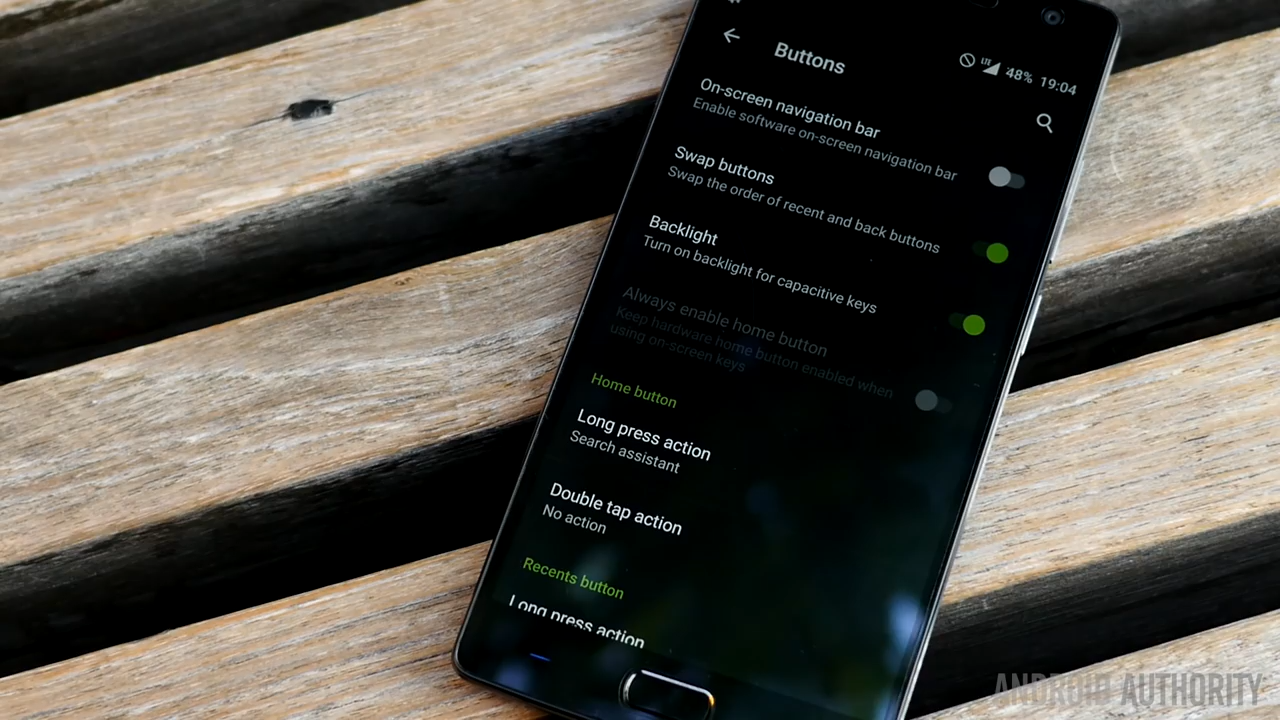 Buttons
LTE 48% 19:04
On-screen navigation bar
Enable software on-screen navigation bar
Swap buttons
Swap the order of recent and back buttons
Backlight
Turn on backlight for capacitive keys
Always enable home button
Keep hardware home button enabled when
using on-screen keys
Home button
Long press action
Search assistant
Double tap action
No action
Recents button
Long press action
ANDROID AUTHORITY